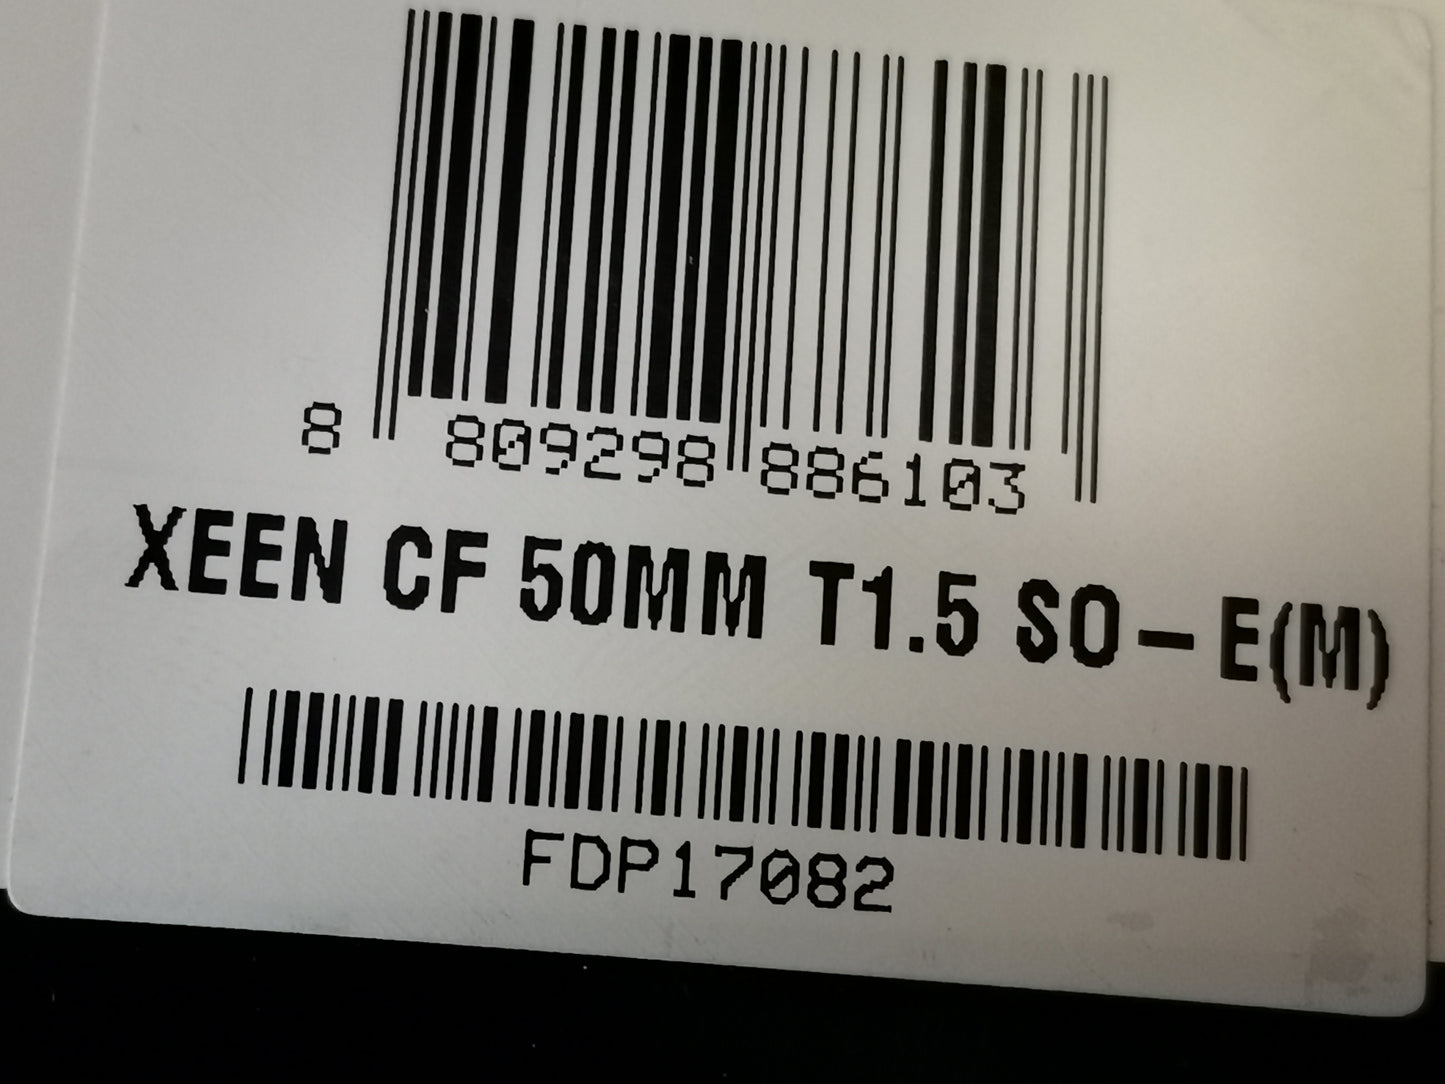 8 809298 886103
XEEN CF 50MM T1.5 SO-E(M)
FDP17082